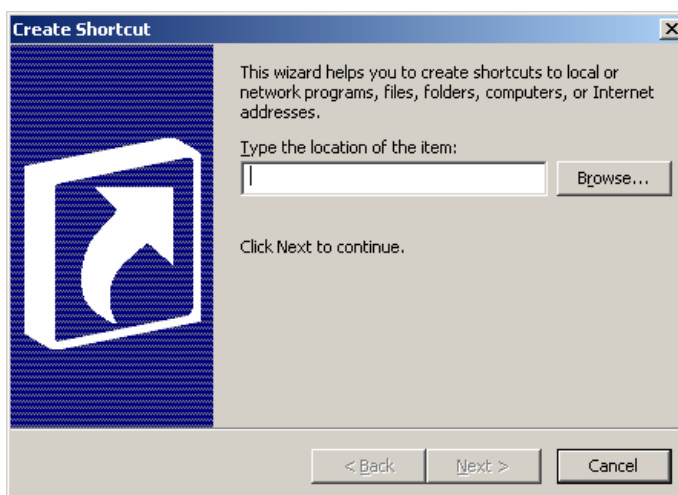 Create Shortcut
This wizard helps you to create shortcuts to local or
network programs, files, folders, computers, or Internet
addresses.
Type the location of the item:
Browse...
Click Next to continue.
< Back Next > Cancel